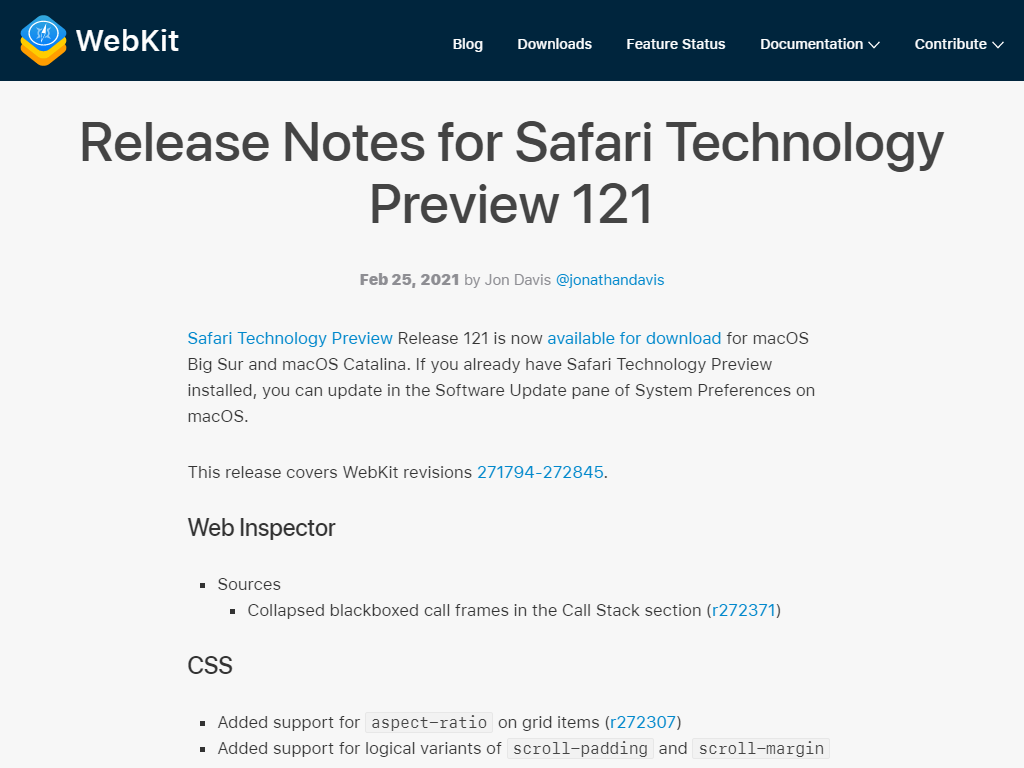 WebKit
Blog
Downloads
Feature Status
Documentation
Contribute
Release Notes for Safari Technology
Preview 121
Feb 25, 2021 by Jon Davis @jonathandavis
Safari Technology Preview Release 121 is now available for download for macOS
Big Sur and macOS Catalina. If you already have Safari Technology Preview
installed, you can update in the Software Update pane of System Preferences on
macOS.
This release covers WebKit revisions 271794-272845.
Web Inspector
Sources
Collapsed blackboxed call frames in the Call Stack section (r272371)
CSS
Added support for aspect-ratio on grid items (r272307)
Added support for logical variants of scroll-padding and scroll-margin